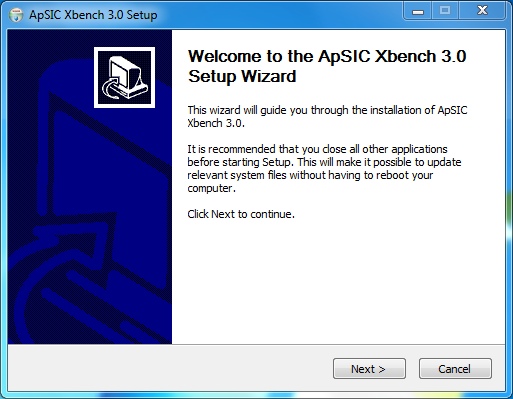 ApSIC Xbench 3.0 Setup
Welcome to the ApSIC Xbench 3.0
Setup Wizard
This wizard will guide you through the installation of ApSIC
Xbench 3.0.
It is recommended that you close all other applications
before starting Setup. This will make it possible to update
relevant system files without having to reboot your
computer.
Click Next to continue.
Next >
Cancel